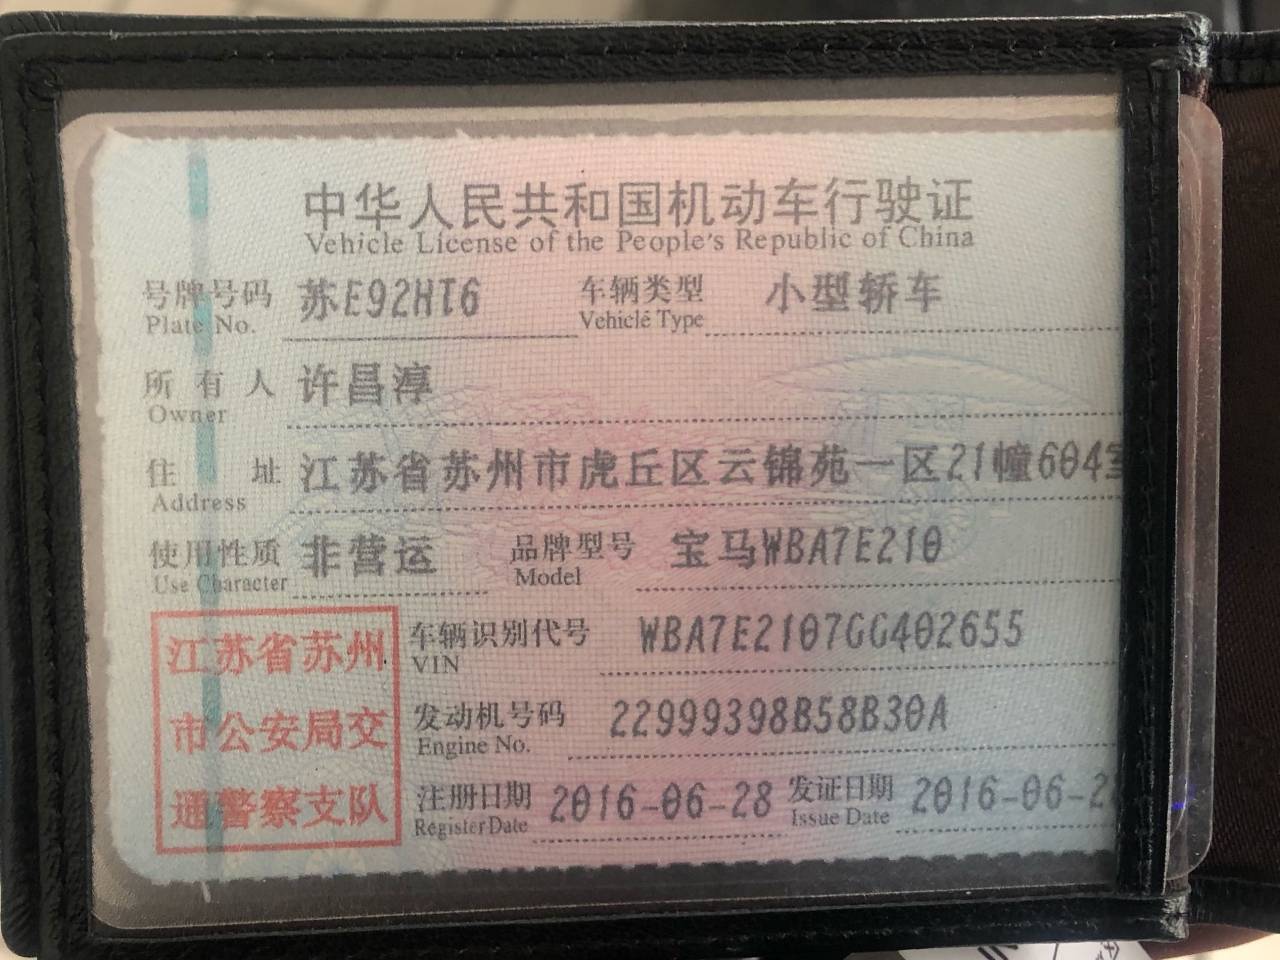 中华人民共和国机动车行驶证
Vehicle License of the People's Republic of China
号牌号码 苏E92HT6 车辆类型 小型轿车
Plate No. Vehicle Type
所有人 许昌淳
Owner
住址 江苏省苏州市虎丘区云锦苑一区21幢604室
Address
使用性质 非营运 品牌型号 宝马WBA7E210
Use Character Model
江苏省苏州
市公安局交
通警察支队
车辆识别代号 WBA7E2107GG402655
VIN
发动机号码 22999398B58B30A
Engine No.
注册日期 2016-06-28 发证日期 2016-06-2
Register Date Issue Date